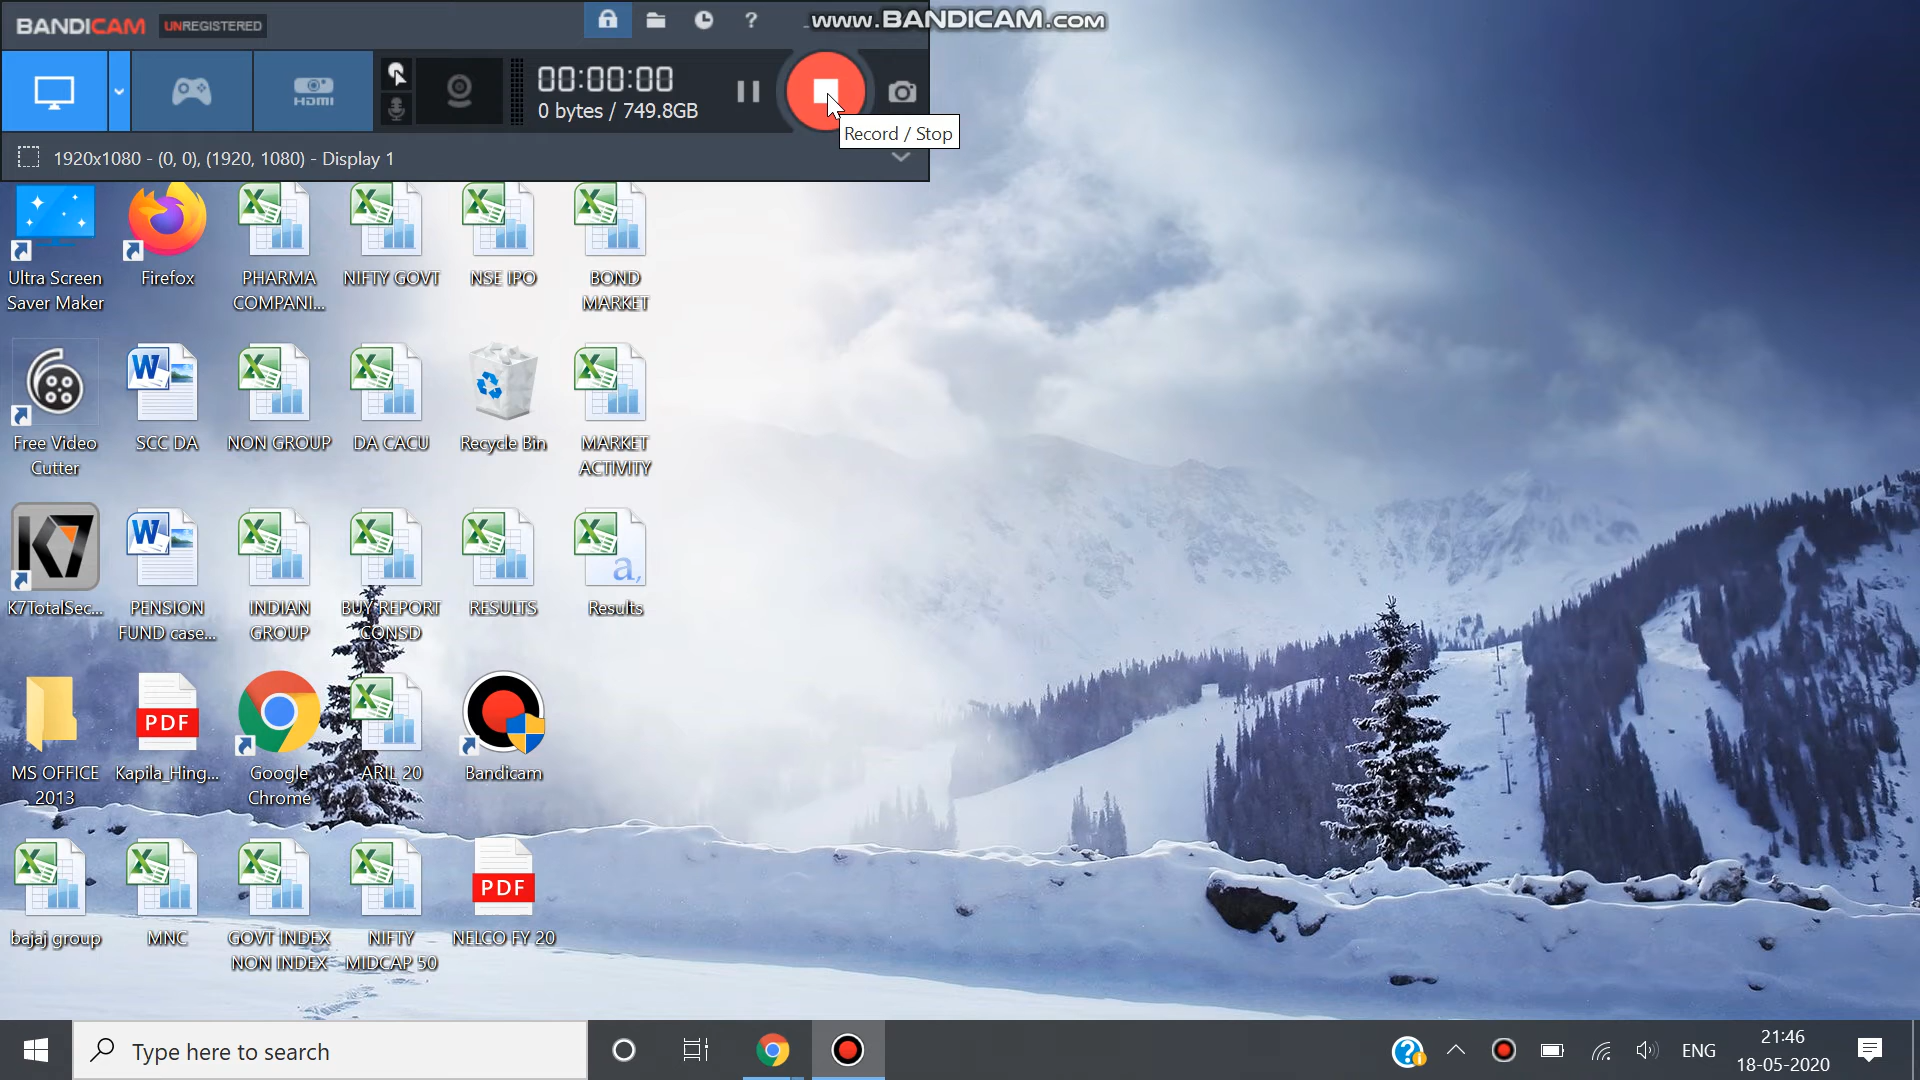 BANDICAM UNREGISTERED
www.BANDICAM.com
HDMI
00:00:00
0 bytes / 749.8GB
Record / Stop
1920x1080 - (0, 0), (1920, 1080) - Display 1
Ultra Screen
Saver Maker
Firefox
PHARMA
COMPANI...
NIFTY GOVT
NSE IPO
BOND
MARKET
Free Video
Cutter
SCC DA
NON GROUP
DA CACU
Recycle Bin
MARKET
ACTIVITY
K7
K7TotalSec...
PENSION
FUND case...
INDIAN
GROUP
BUY REPORT
CONSD
RESULTS
a,
Results
MS OFFICE
2013
PDF
Kapila_Hing...
Google
Chrome
ARIL 20
Bandicam
bajaj group
MNC
GOVT INDEX
NON INDEX
NIFTY
MIDCAP 50
PDF
NELCO FY 20
Type here to search
ENG
21:46
18-05-2020